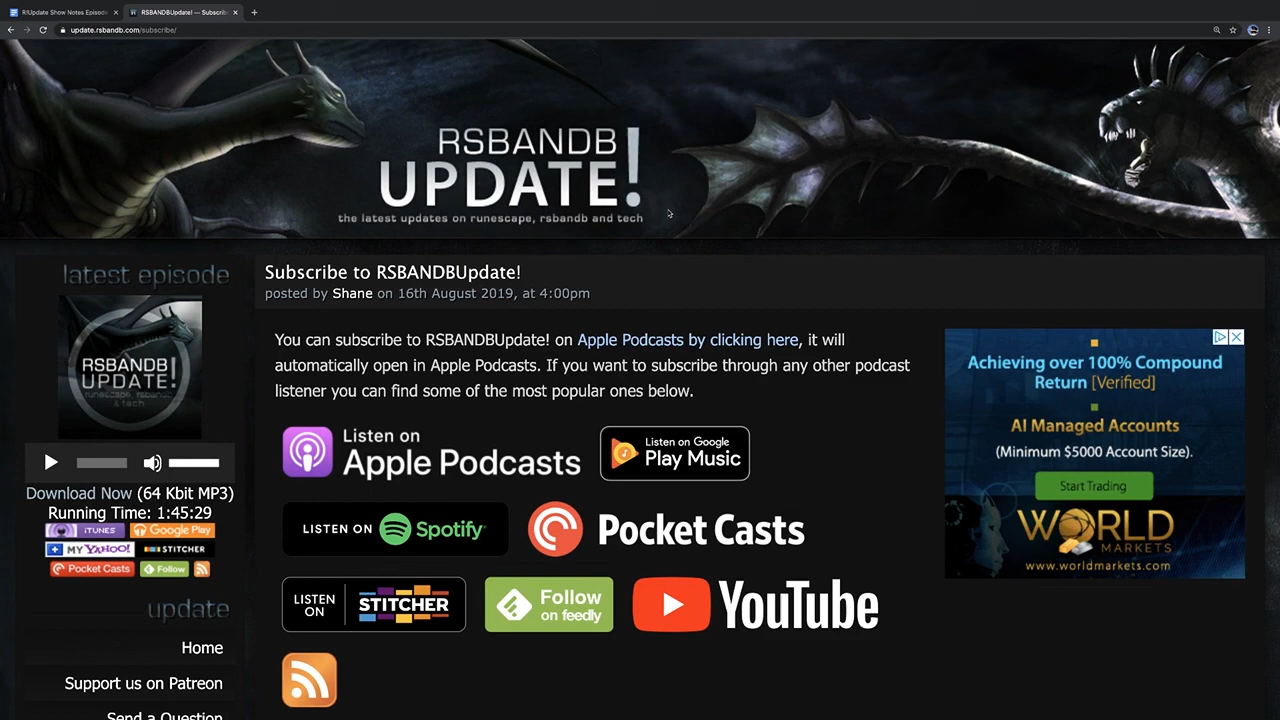 R!Update Show Notes Episod
RSBANDBUpdate! — Subscri
update.rsbandb.com/subscribe/
RSBANDB
UPDATE!
the latest updates on runescape, rsbandb and tech
latest episode
RSBANDB
UPDATE!
runescape, rsbandb
& tech
Download Now (64 Kbit MP3)
Running Time: 1:45:29
iTUNES
Google Play
MY YAHOO!
STITCHER
Pocket Casts
Follow
update
Home
Support us on Patreon
Send a Question
Subscribe to RSBANDBUpdate!
posted by Shane on 16th August 2019, at 4:00pm
You can subscribe to RSBANDBUpdate! on Apple Podcasts by clicking here, it will
automatically open in Apple Podcasts. If you want to subscribe through any other podcast
listener you can find some of the most popular ones below.
Listen on
Apple Podcasts
Listen on Google
Play Music
LISTEN ON Spotify
Pocket Casts
LISTEN
ON
STITCHER
Follow
on feedly
YouTube
Achieving over 100% Compound
Return [Verified]
AI Managed Accounts
(Minimum $5000 Account Size).
Start Trading
WORLD
MARKETS
www.worldmarkets.com